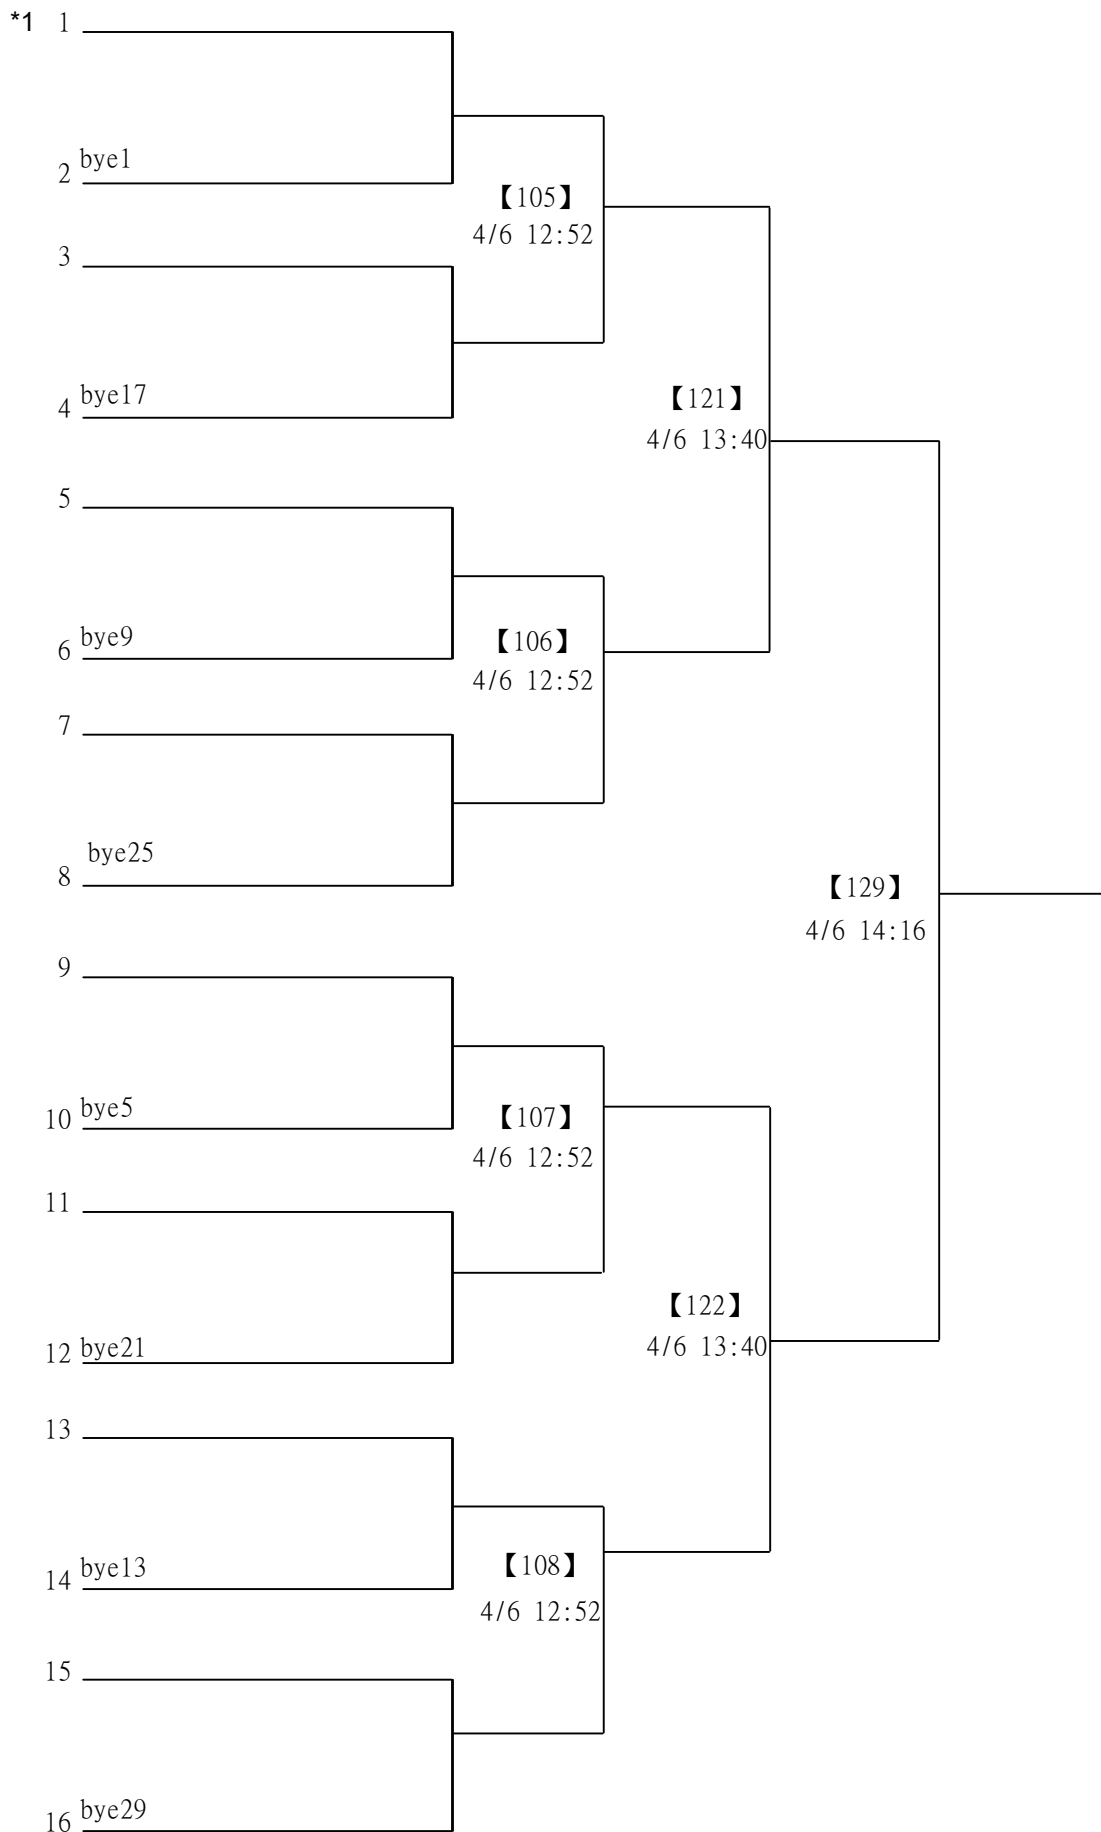 *1 1
2 bye1
【105】
4/6 12:52
3
4 bye17
【121】
4/6 13:40
5
6 bye9
【106】
4/6 12:52
7
8 bye25
【129】
4/6 14:16
9
10 bye5
【107】
4/6 12:52
11
12 bye21
【122】
4/6 13:40
13
14 bye13
【108】
4/6 12:52
15
16 bye29